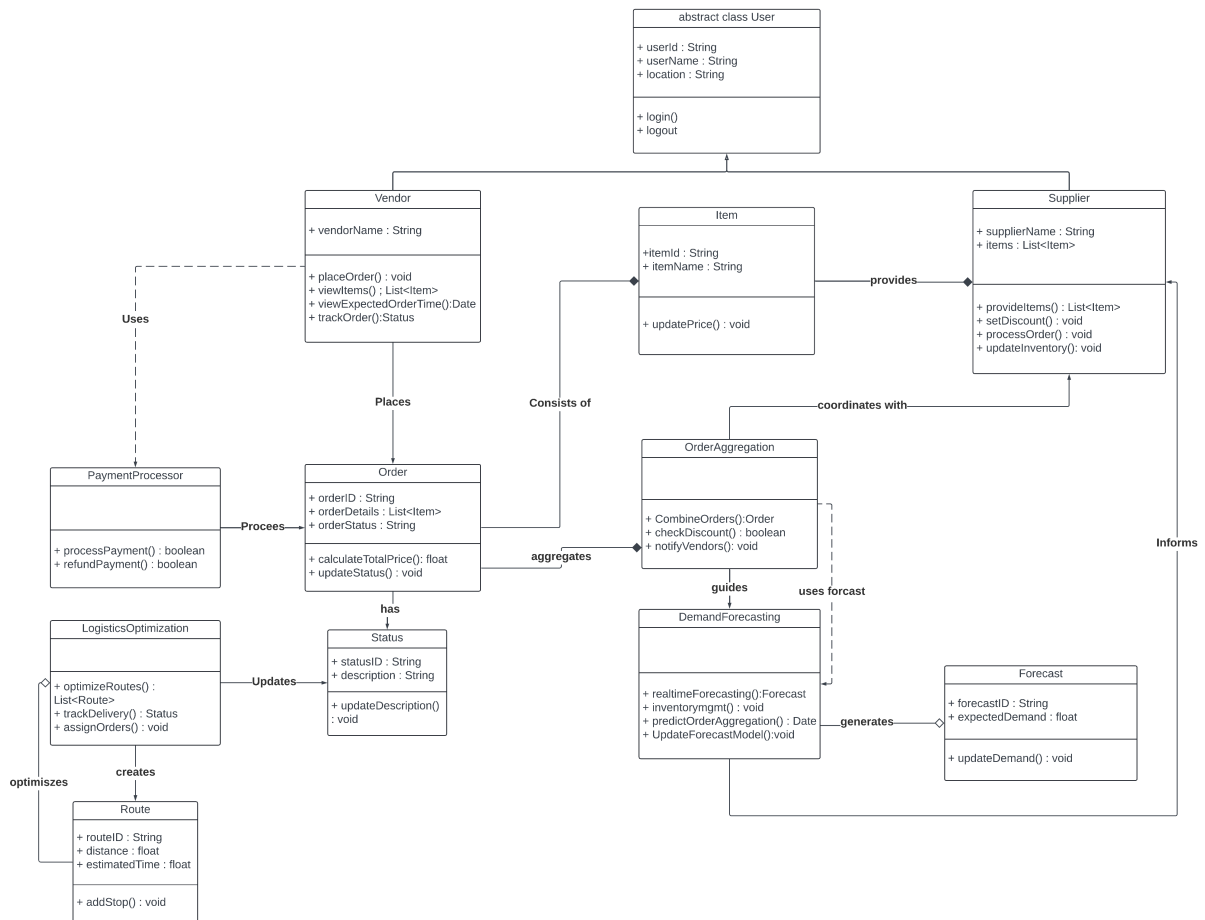 abstract class User
+ userId : String
+ userName : String
+ location : String
+ login()
+ logout
Vendor
+ vendorName : String
+ placeOrder() : void
+ viewItems() ; List<Item>
+ viewExpectedOrderTime():Date
+ trackOrder():Status
Item
+itemId : String
+ itemName : String
+ updatePrice() : void
Supplier
+ supplierName : String
+ items : List<Item>
+ provideItems() : List<Item>
+ setDiscount() : void
+ processOrder() : void
+ updateInventory(): void
provides
Uses
Places
Consists of
coordinates with
PaymentProcessor
+ processPayment() : boolean
+ refundPayment() : boolean
Procees
Order
+ orderID : String
+ orderDetails : List<Item>
+ orderStatus : String
+ calculateTotalPrice(): float
+ updateStatus() : void
aggregates
OrderAggregation
+ CombineOrders():Order
+ checkDiscount() : boolean
+ notifyVendors(): void
Informs
guides
uses forcast
has
LogisticsOptimization
+ optimizeRoutes() :
List<Route>
+ trackDelivery() : Status
+ assignOrders() : void
Updates
Status
+ statusID : String
+ description : String
+ updateDescription()
: void
DemandForecasting
+ realtimeForecasting():Forecast
+ inventorymgmt() : void
+ predictOrderAggregation() : Date
+ UpdateForecastModel():void
generates
Forecast
+ forecastID : String
+ expectedDemand : float
+ updateDemand() : void
creates
optimiszes
Route
+ routeID : String
+ distance : float
+ estimatedTime : float
+ addStop() : void